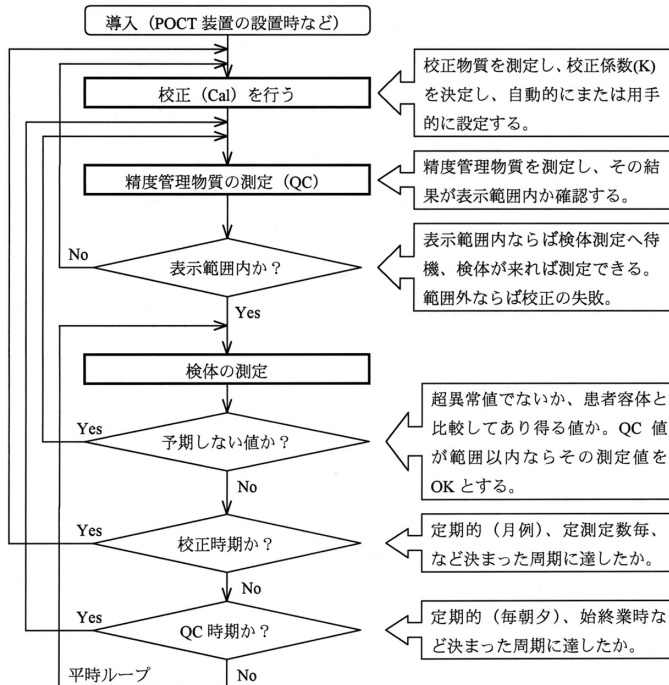 導入（POCT 装置の設置時など）
校正（Cal）を行う
校正物質を測定し、校正係数(K)
を決定し、自動的にまたは用手
的に設定する。
精度管理物質の測定（QC）
精度管理物質を測定し、その結
果が表示範囲内か確認する。
No
表示範囲内か？
表示範囲内ならば検体測定へ待
機、検体が来れば測定できる。
範囲外ならば校正の失敗。
Yes
検体の測定
Yes
予期しない値か？
超異常値でないか、患者容体と
比較してあり得る値か。QC 値
が範囲以内ならその測定値を
OK とする。
No
Yes
校正時期か？
定期的（月例）、定測定数毎、
など決まった周期に達したか。
No
Yes
QC 時期か？
定期的（毎朝夕）、始終業時な
ど決まった周期に達したか。
平時ループ
No